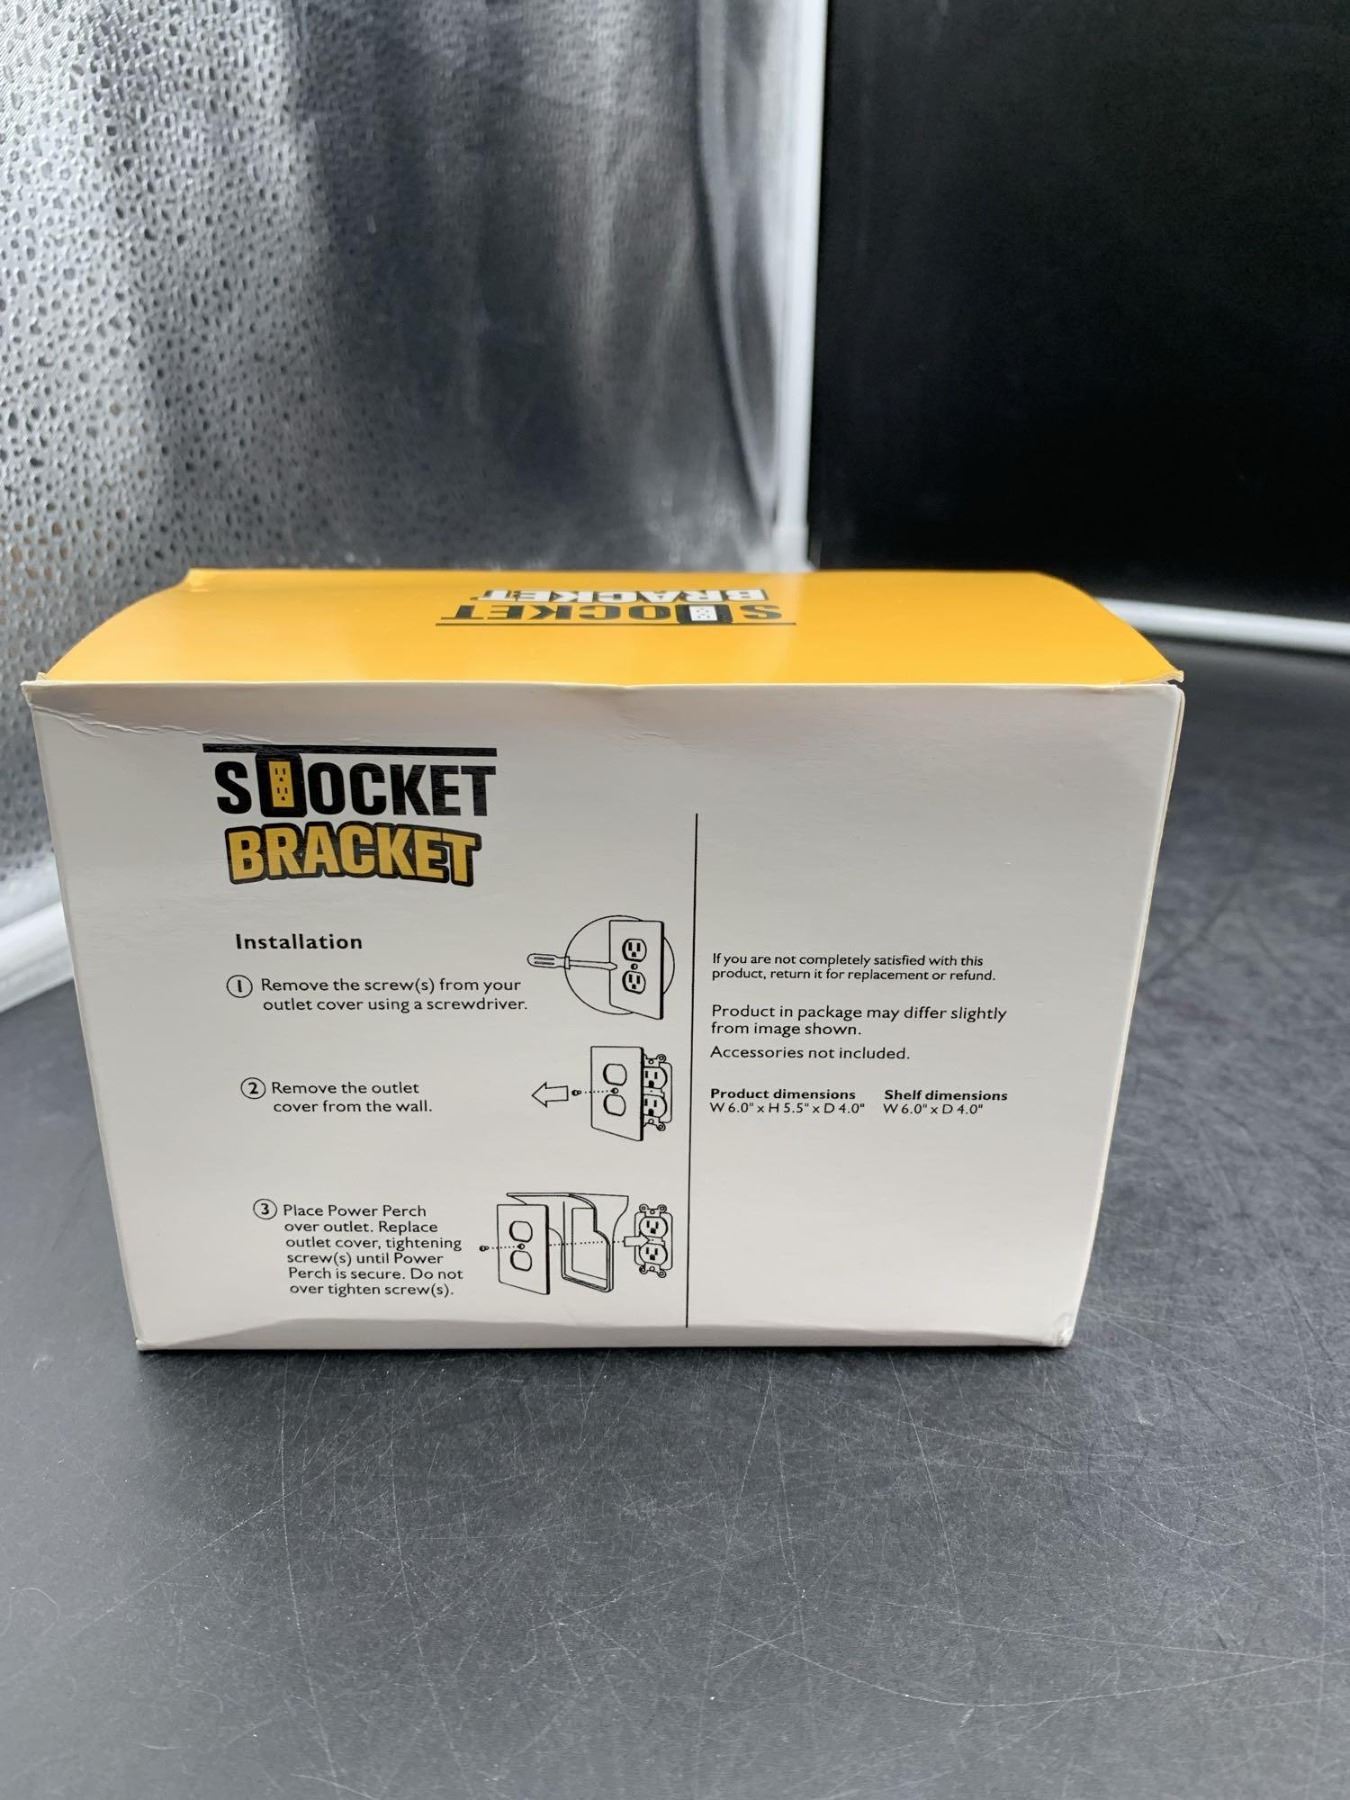 SOCKET
BRACKET
SOCKET
BRACKET
Installation
1 Remove the screw(s) from your
outlet cover using a screwdriver.
2 Remove the outlet
cover from the wall.
3 Place Power Perch
over outlet. Replace
outlet cover, tightening
screw(s) until Power
Perch is secure. Do not
over tighten screw(s).
If you are not completely satisfied with this
product, return it for replacement or refund.
Product in package may differ slightly
from image shown.
Accessories not included.
Product dimensions Shelf dimensions
W 6.0" x H 5.5" x D 4.0" W 6.0" x D 4.0"